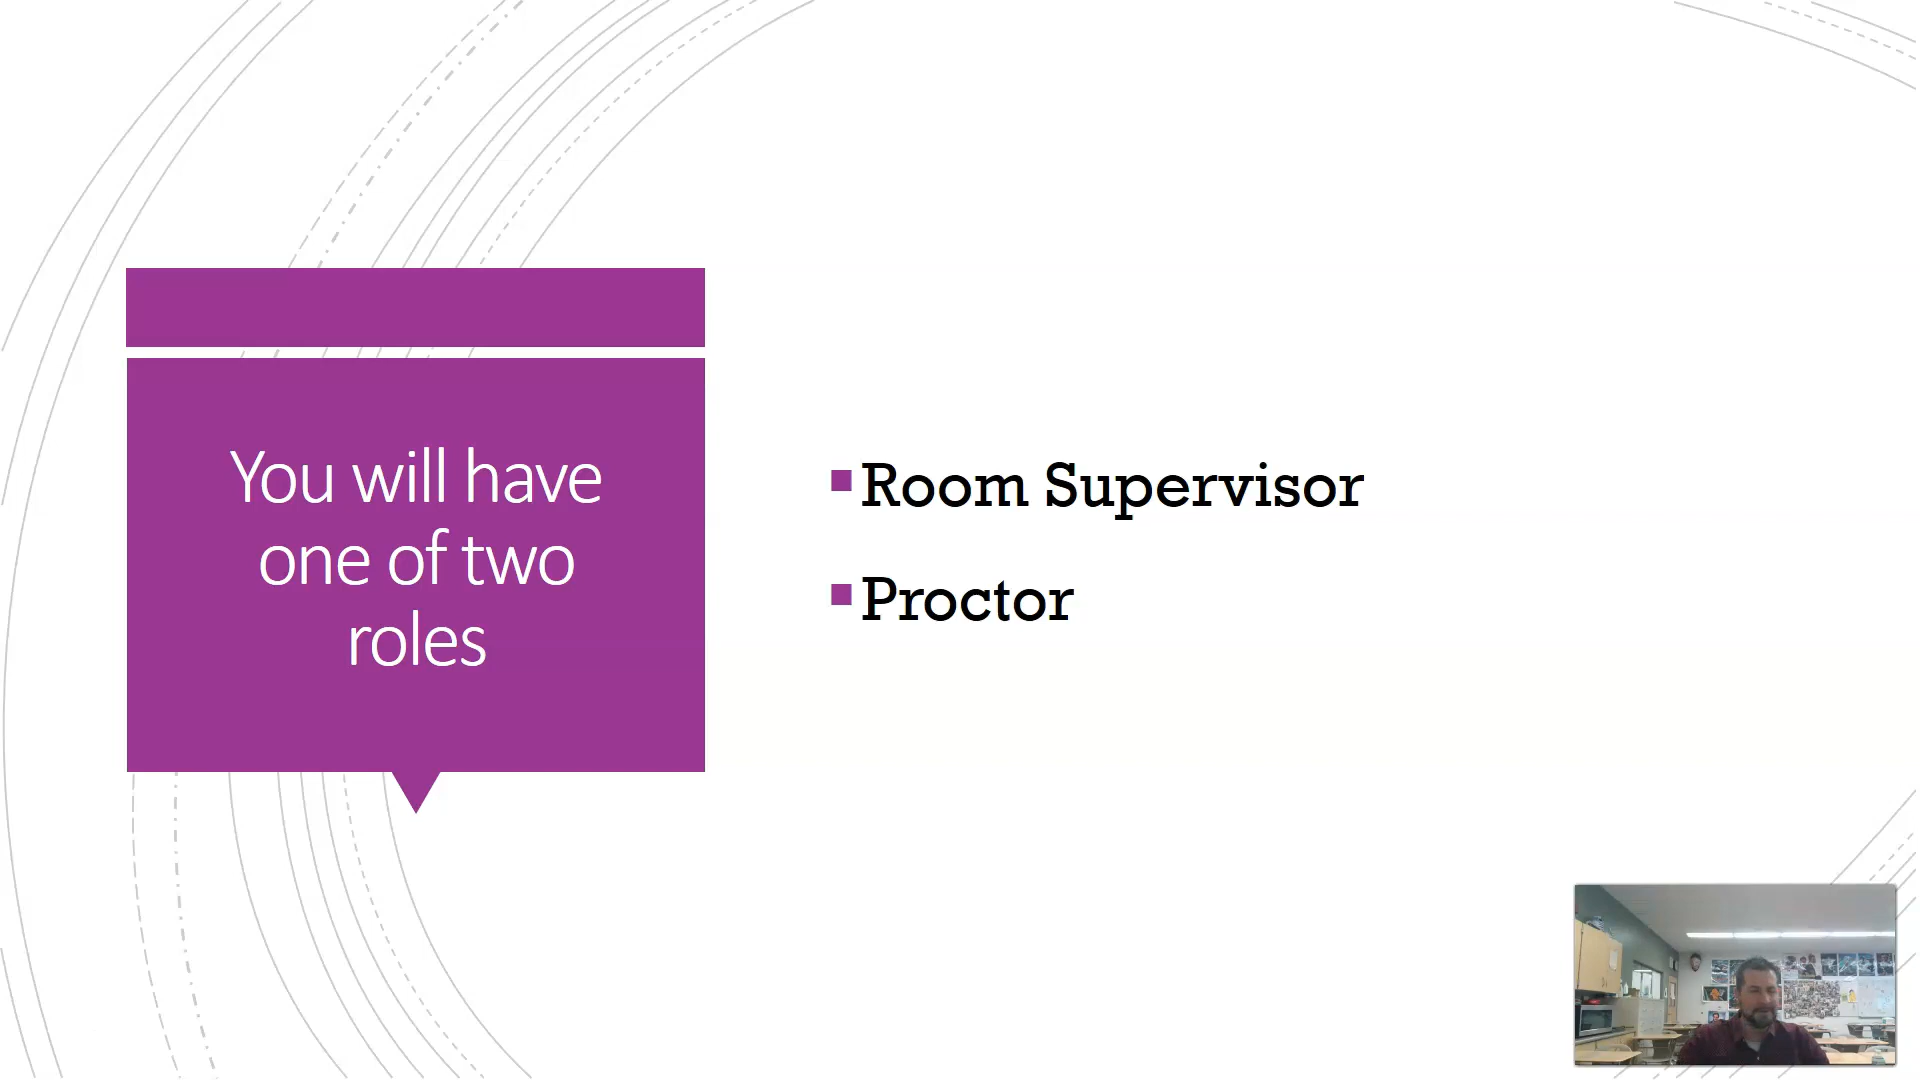 You will have
one of two
roles
Room Supervisor
Proctor